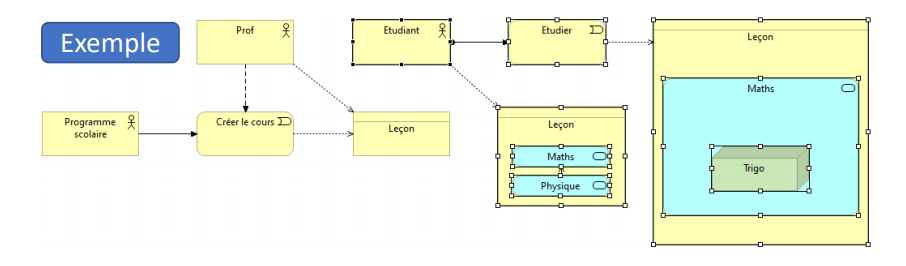 Exemple
Prof
Programme
scolaire
Créer le cours
Leçon
Etudiant
Etudier
Leçon
Maths
Physique
Leçon
Maths
Trigo